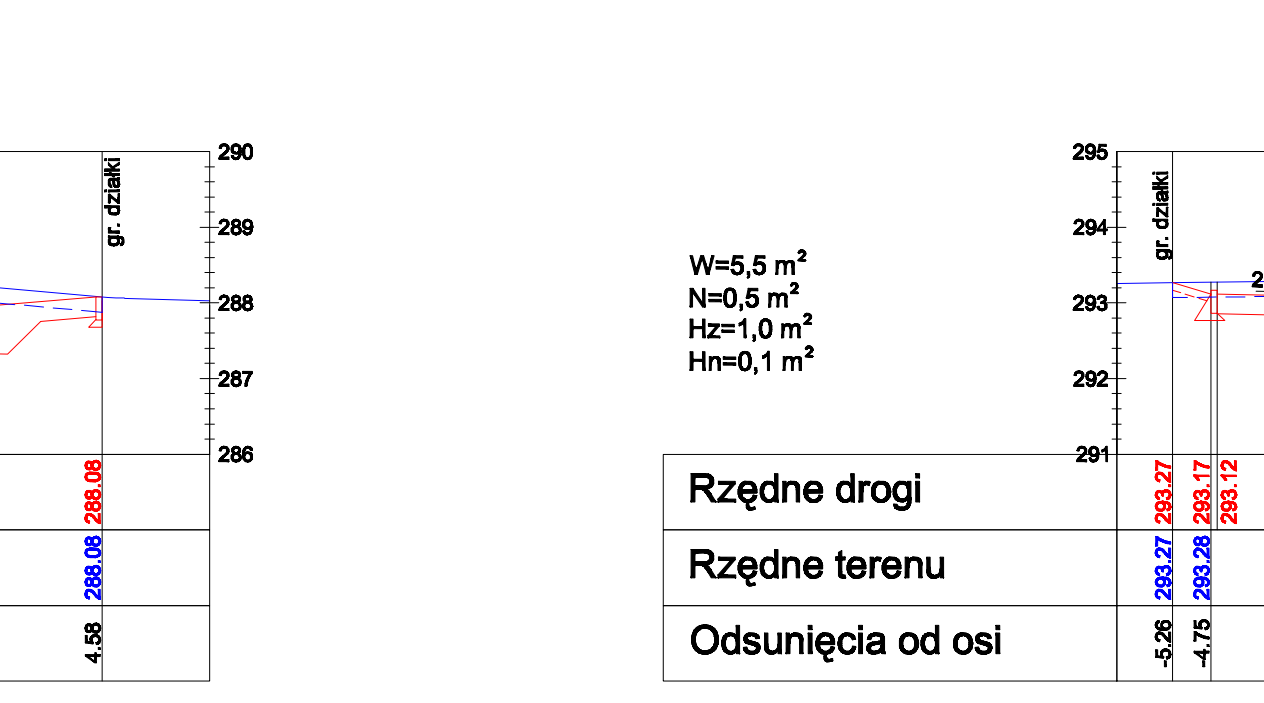 290
gr. działki
289
288
287
286
288.08
288.08
4.58
W=5,5 m²
N=0,5 m²
Hz=1,0 m²
Hn=0,1 m²
295
gr. działki
294
293
292
291
Rzędne drogi
293.27
293.17
293.12
Rzędne terenu
293.27
293.28
Odsunięcia od osi
-5.26
-4.75